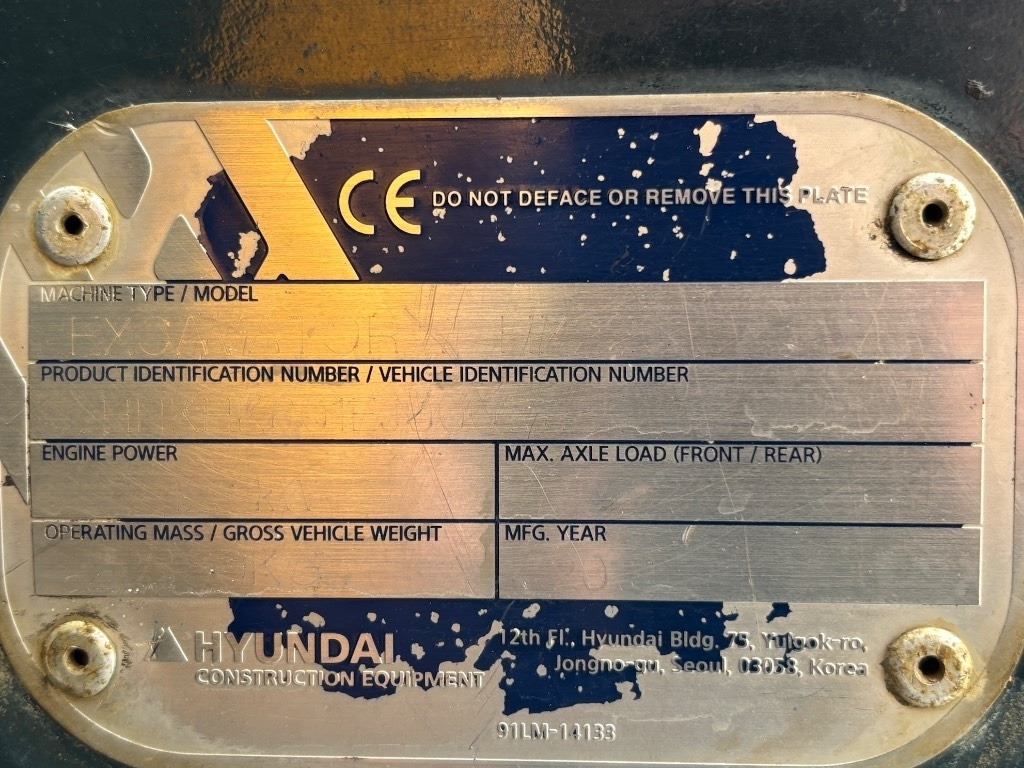 CE DO NOT DEFACE OR REMOVE THIS PLATE
MACHINE TYPE / MODEL
EXCAVATOR
PRODUCT IDENTIFICATION NUMBER / VEHICLE IDENTIFICATION NUMBER
ENGINE POWER
MAX. AXLE LOAD (FRONT / REAR)
OPERATING MASS / GROSS VEHICLE WEIGHT
MFG. YEAR
HYUNDAI
CONSTRUCTION EQUIPMENT
12th Fl., Hyundai Bldg. 75, Yulgok-ro,
Jongno-gu, Seoul, 03058, Korea
91LM-14133